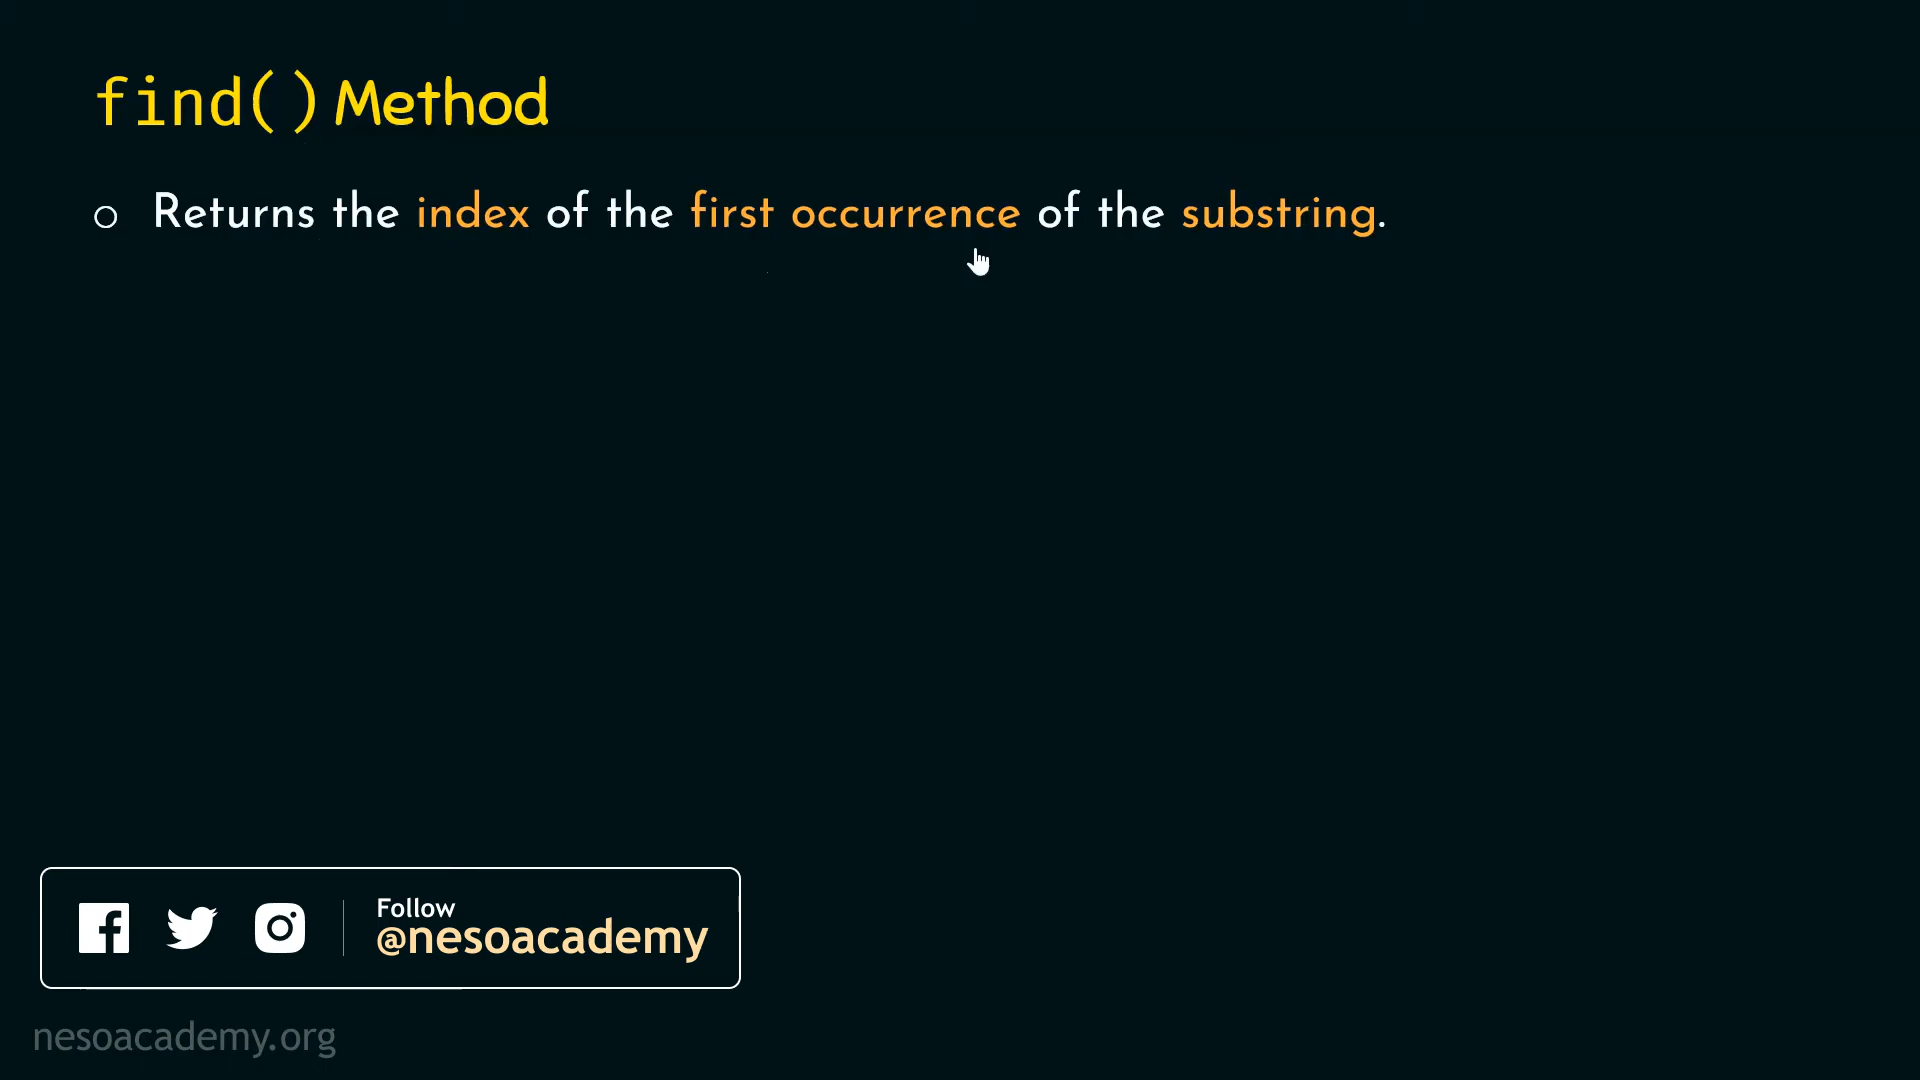 find() Method
○ Returns the index of the first occurrence of the substring.
Follow
@nesoacademy
nesoacademy.org